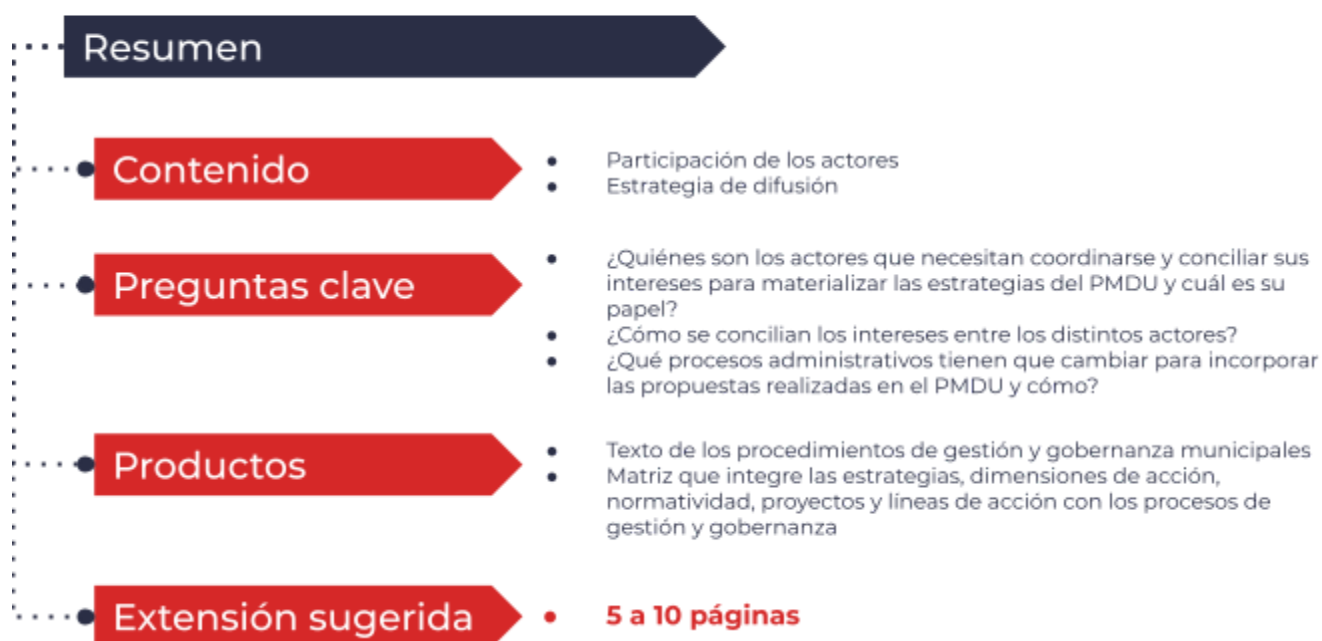 Resumen
Contenido
• Participación de los actores
• Estrategia de difusión
Preguntas clave
• ¿Quiénes son los actores que necesitan coordinarse y conciliar sus
intereses para materializar las estrategias del PMDU y cuál es su
papel?
• ¿Cómo se concilian los intereses entre los distintos actores?
• ¿Qué procesos administrativos tienen que cambiar para incorporar
las propuestas realizadas en el PMDU y cómo?
Productos
• Texto de los procedimientos de gestión y gobernanza municipales
• Matriz que integre las estrategias, dimensiones de acción,
normatividad, proyectos y líneas de acción con los procesos de
gestión y gobernanza
Extensión sugerida
• 5 a 10 páginas